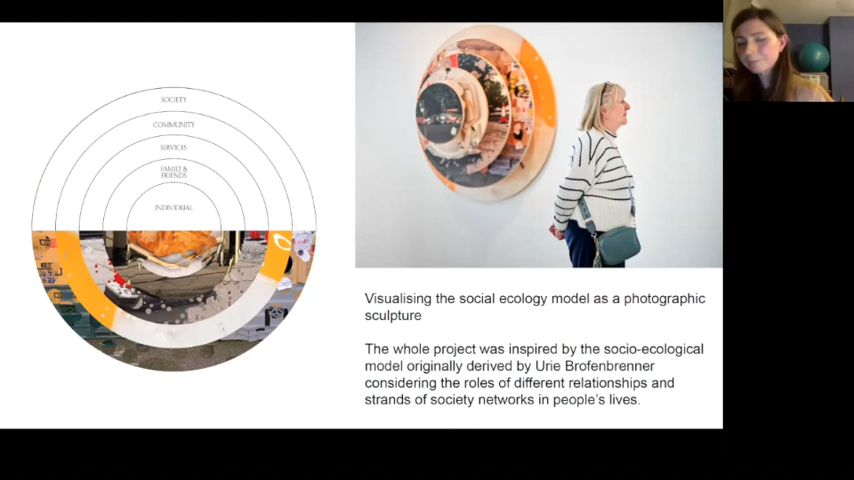 SOCIETY
COMMUNITY
SERVICES
FAMILY &
FRIENDS
INDIVIDUAL
Visualising the social ecology model as a photographic
sculpture
The whole project was inspired by the socio-ecological
model originally derived by Urie Brofenbrenner
considering the roles of different relationships and
strands of society networks in people's lives.